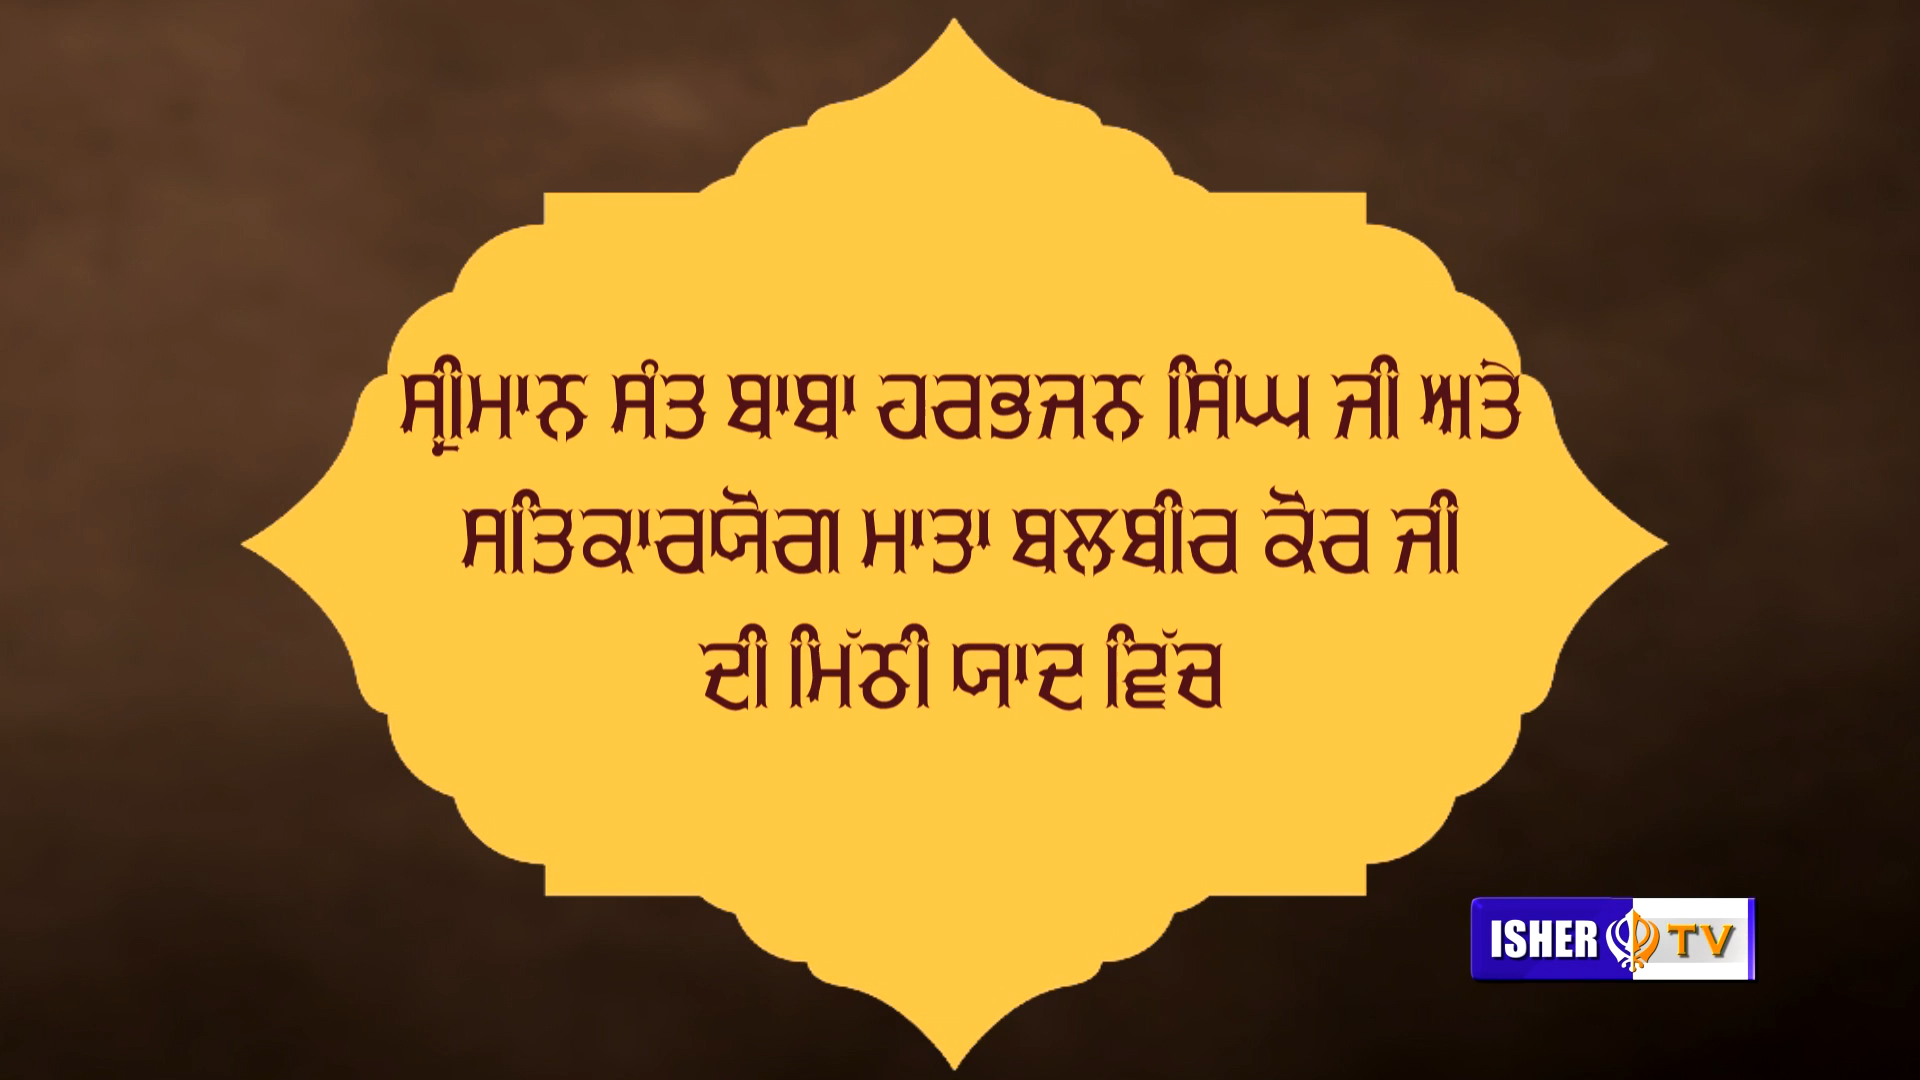 ਸ੍ਰੀਮਾਨ ਸੰਤ ਬਾਬਾ ਹਰਭਜਨ ਸਿੰਘ ਜੀ ਅਤੇ
ਸਤਿਕਾਰਯੋਗ ਮਾਤਾ ਬਲਬੀਰ ਕੌਰ ਜੀ
ਦੀ ਮਿੱਠੀ ਯਾਦ ਵਿੱਚ
ISHER TV